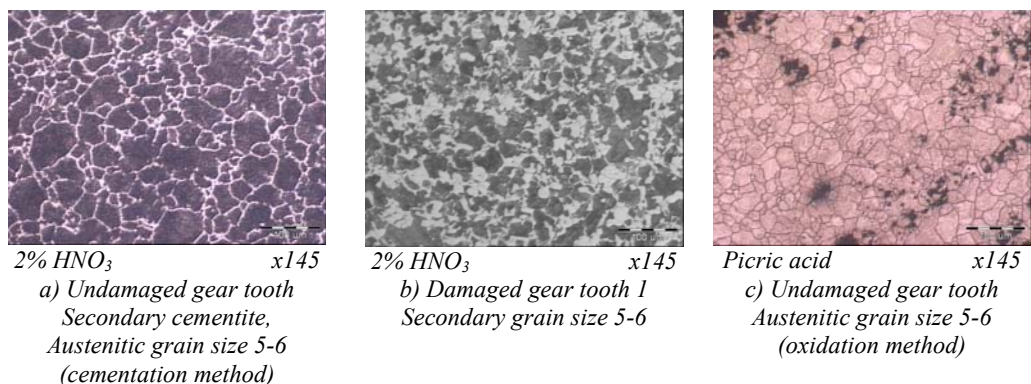 2% HNO3 x145
a) Undamaged gear tooth
Secondary cementite,
Austenitic grain size 5-6
(cementation method)
2% HNO3 x145
b) Damaged gear tooth 1
Secondary grain size 5-6
Picric acid x145
c) Undamaged gear tooth
Austenitic grain size 5-6
(oxidation method)